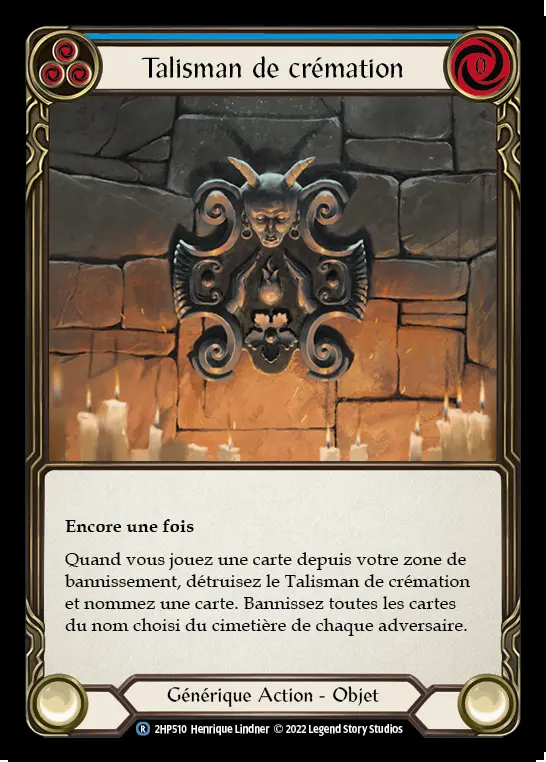 Talisman de crémation
0
Encore une fois
Quand vous jouez une carte depuis votre zone de
bannissement, détruisez le Talisman de crémation
et nommez une carte. Bannissez toutes les cartes
du nom choisi du cimetière de chaque adversaire.
Générique Action - Objet
R 2HP510 Henrique Lindner © 2022 Legend Story Studios